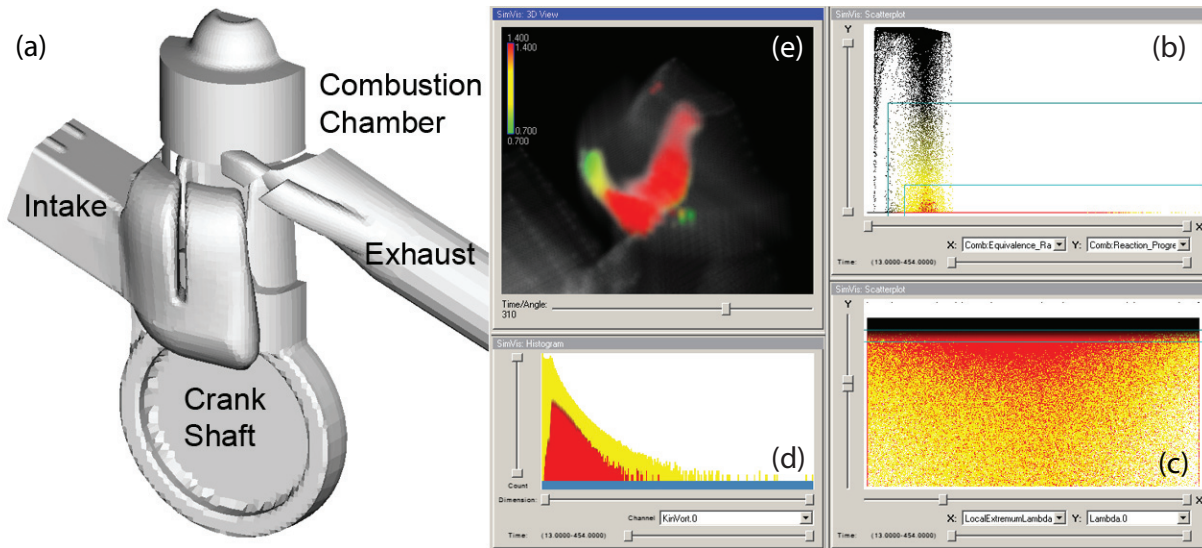 (a)
Combustion
Chamber
Intake
Exhaust
Crank
Shaft
SimVis: 3D View
(e)
1.400
1.400
0.700
0.700
Time/Angle:
310
SimVis: Scatterplot
Y
(b)
X
X: Comb:Equivalence_Ra Y: Comb:Reaction_Progre
Time: (13.0000-454.0000)
SimVis: Histogram
(d)
Count
Dimension:
Channel KinVort.0
Time: (13.0000-454.0000)
SimVis: Scatterplot
Y
(c)
X
X: LocalExtremumLambda Y: Lambda.0
Time: (13.0000-454.0000)